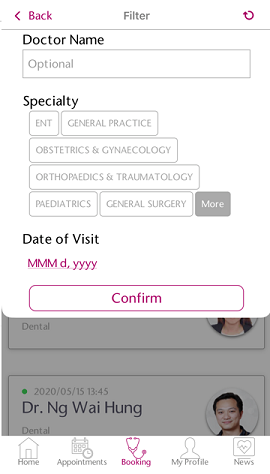 Back
Filter
Doctor Name
Optional
Specialty
ENT
GENERAL PRACTICE
OBSTETRICS & GYNAECOLOGY
ORTHOPAEDICS & TRAUMATOLOGY
PAEDIATRICS
GENERAL SURGERY
More
Date of Visit
MMM d, yyyy
Confirm
Dental
2020/05/15 13:45
Dr. Ng Wai Hung
Dental
Home
Appointments
Booking
My Profile
News